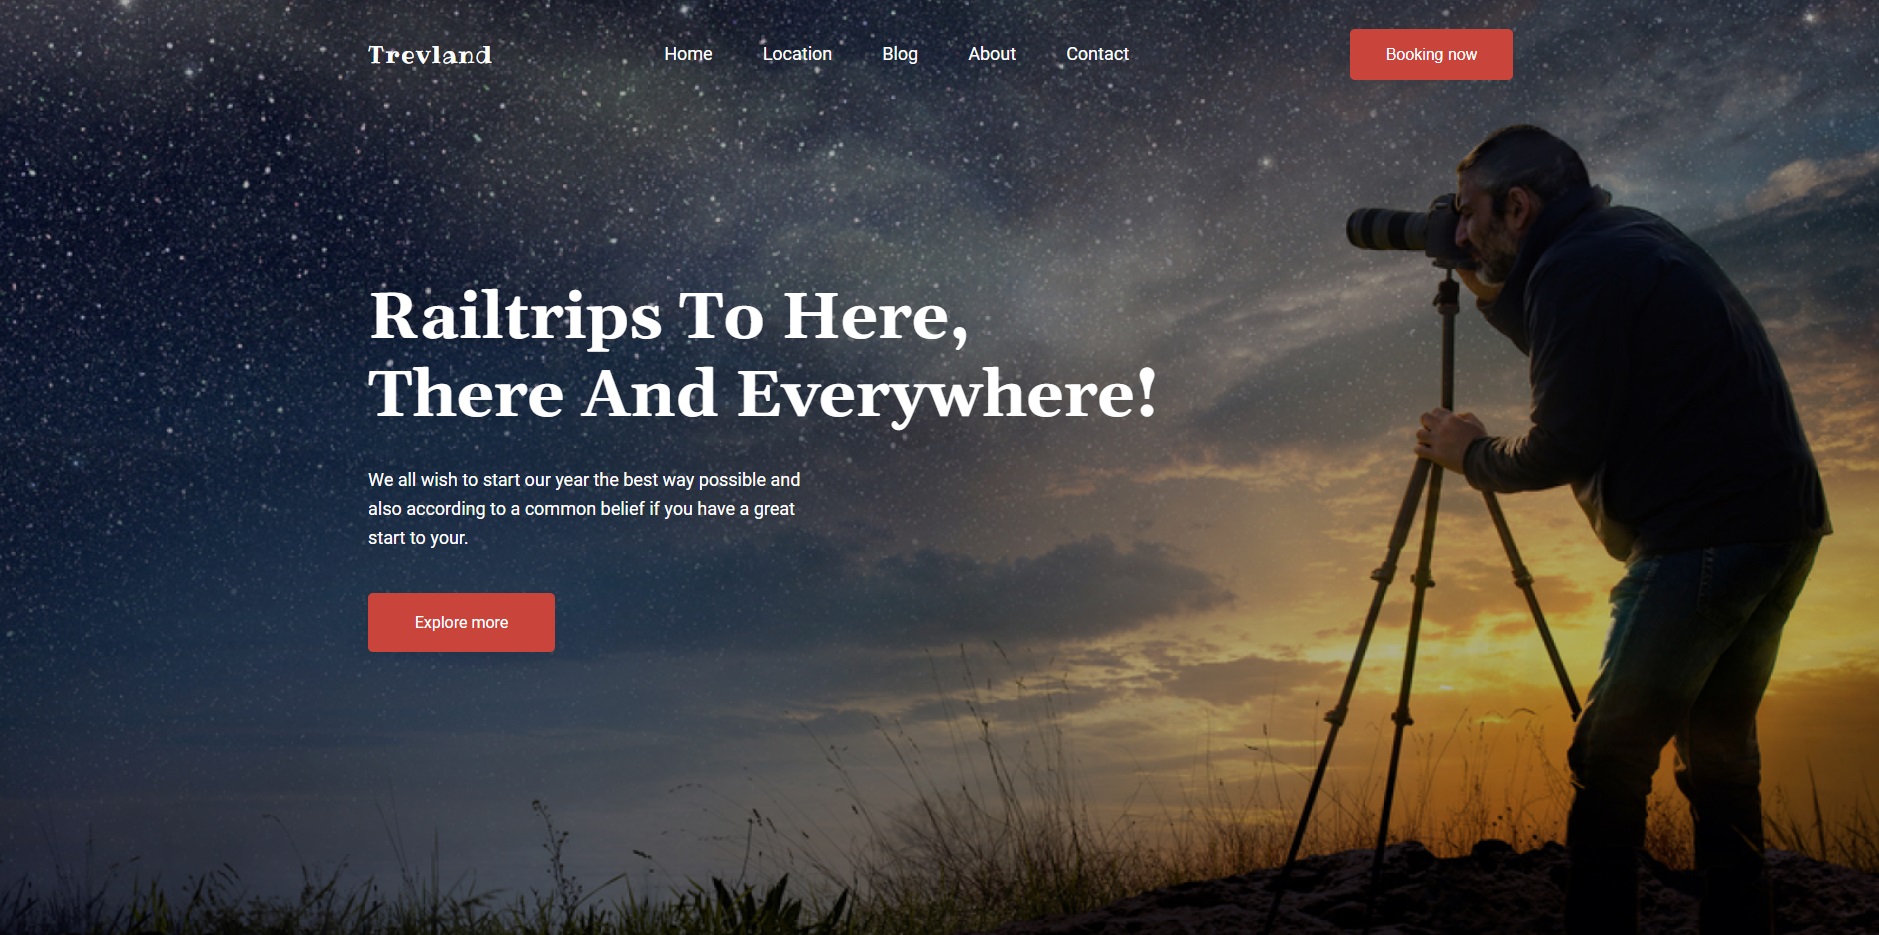 Trevland
Home
Location
Blog
About
Contact
Booking now
Railtrips To Here,
There And Everywhere!
We all wish to start our year the best way possible and
also according to a common belief if you have a great
start to your.
Explore more